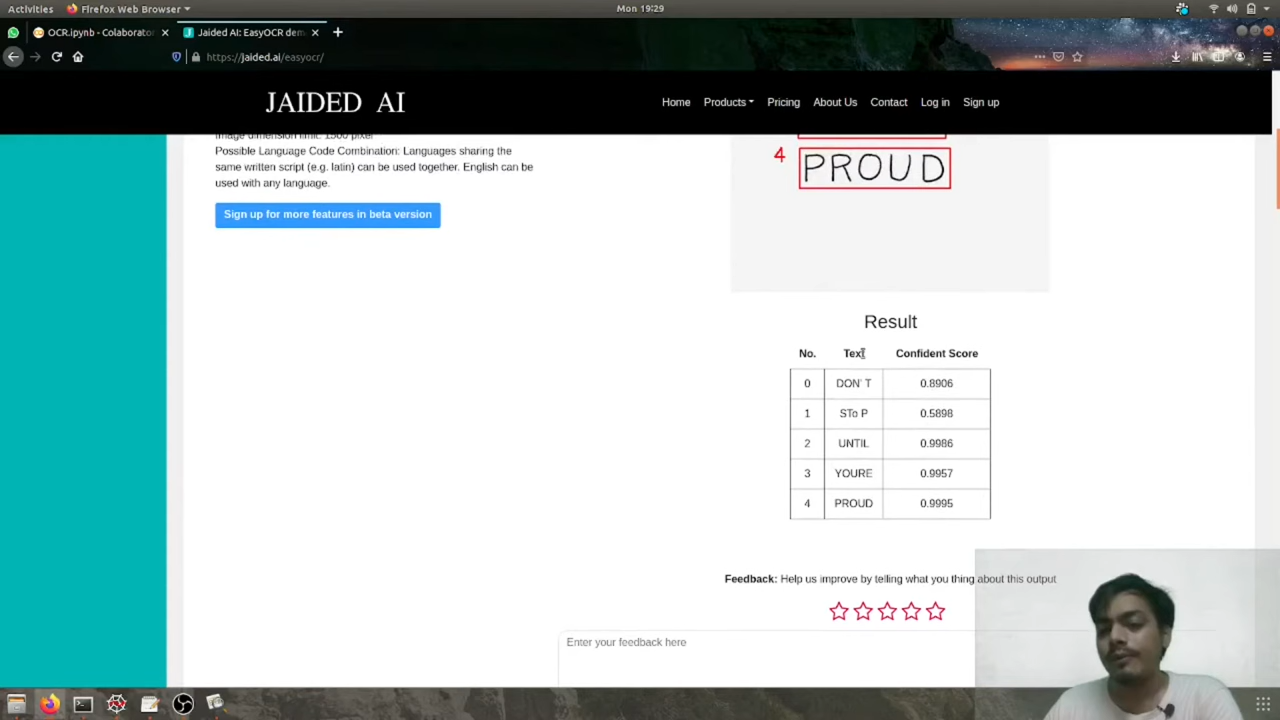 Activities Firefox Web Browser Mon 19:29
OCR.ipynb - Colaborator Jaided AI: EasyOCR dem
https://jaided.ai/easyocr/
JAIDED AI Home Products Pricing About Us Contact Log in Sign up
Image dimension limit: 1500 pixel
Possible Language Code Combination: Languages sharing the
same written script (e.g. latin) can be used together. English can be
used with any language.
Sign up for more features in beta version
4 PROUD
Result
No. Text Confident Score
0 DON' T 0.8906
1 STo P 0.5898
2 UNTIL 0.9986
3 YOURE 0.9957
4 PROUD 0.9995
Feedback: Help us improve by telling what you thing about this output
Enter your feedback here